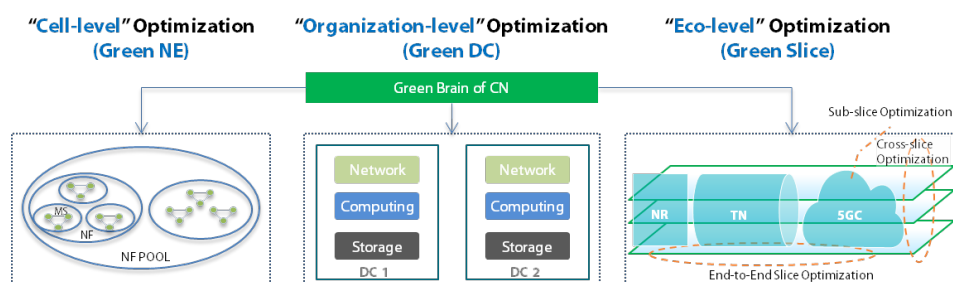 “Cell-level” Optimization
(Green NE)
“Organization-level” Optimization
(Green DC)
“Eco-level” Optimization
(Green Slice)
Green Brain of CN
MS
NF
NF POOL
Network
Computing
Storage
DC 1
Network
Computing
Storage
DC 2
Sub-slice Optimization
Cross-slice
Optimization
NR
TN
5GC
End-to-End Slice Optimization